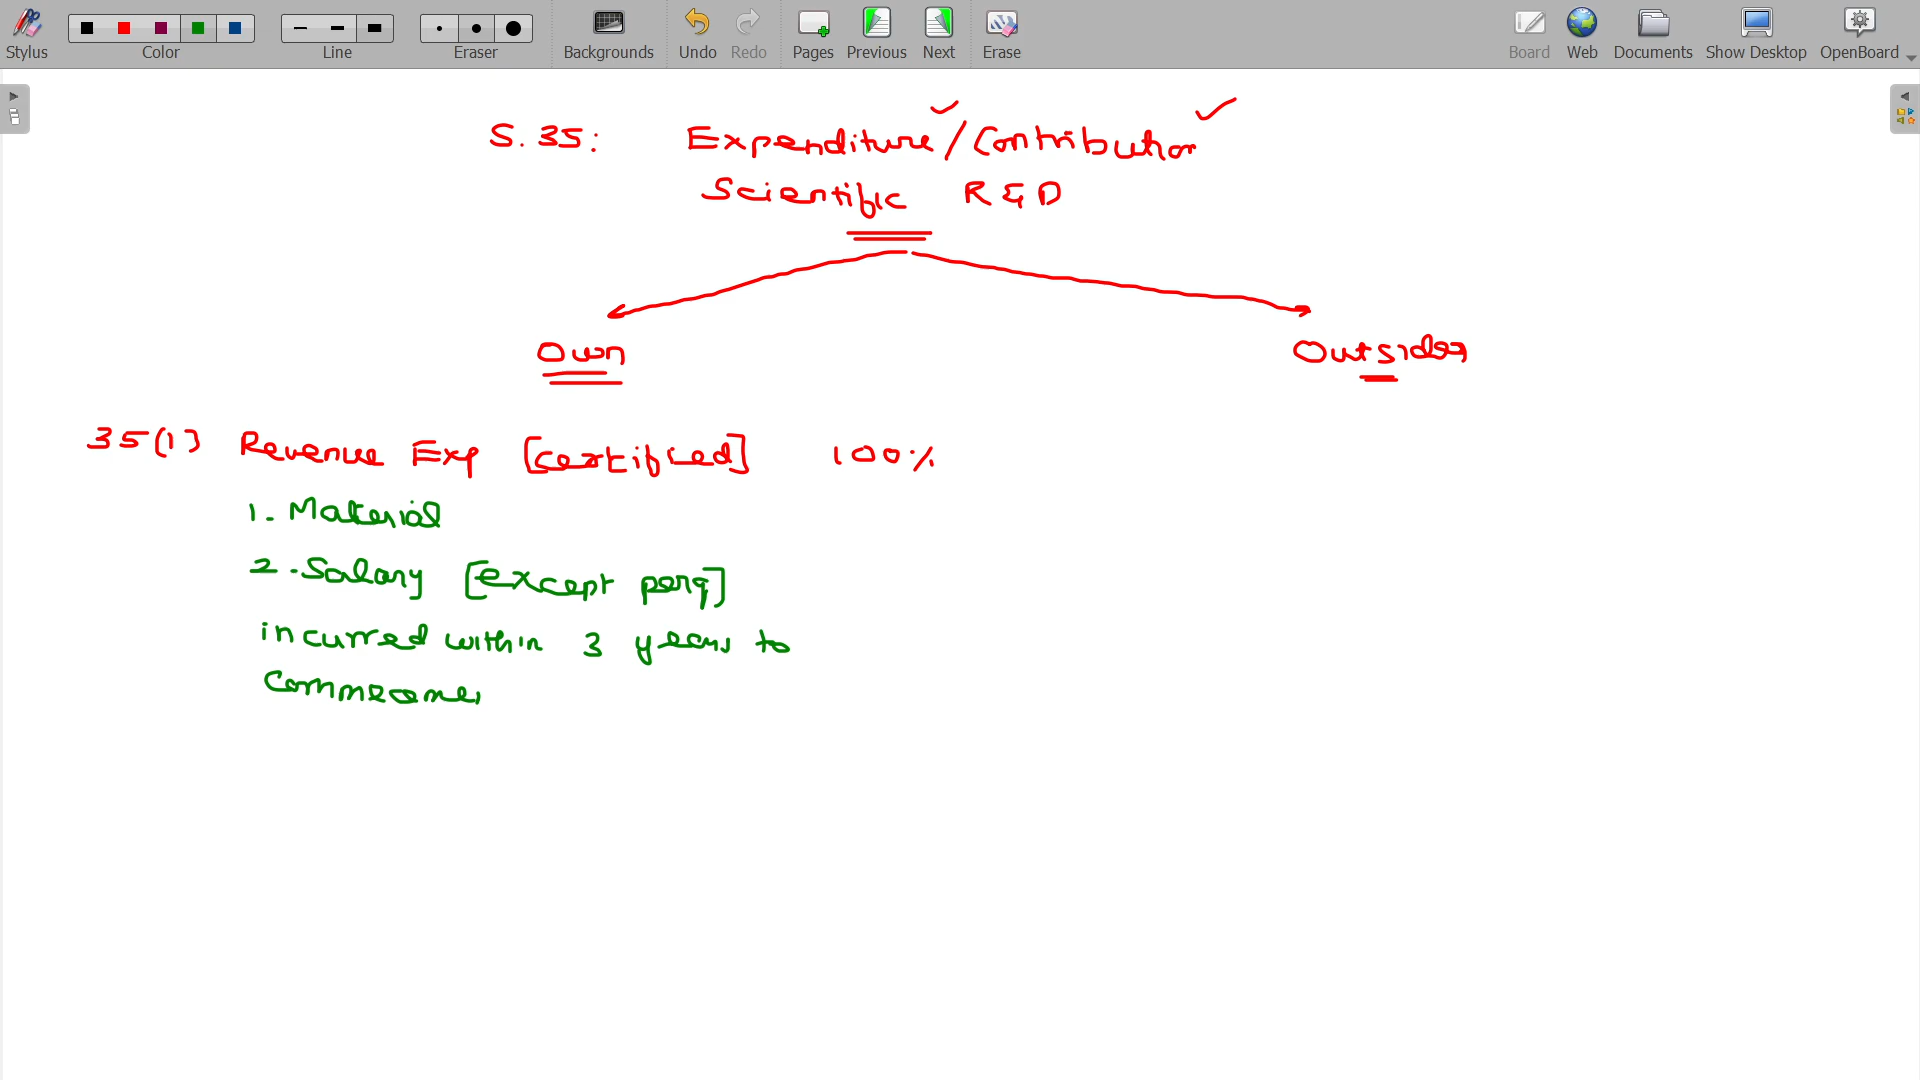 Stylus
Color
Line
Eraser
Backgrounds
Undo
Redo
Pages
Previous
Next
Erase
Board
Web
Documents
Show Desktop
OpenBoard
S. 35: Expenditure/Contribution
Scientific R&D
Own
Outsider
35(1) Revenue Exp [certified] 100%
1. Material
2. Salary [except perq]
incurred within 3 years to